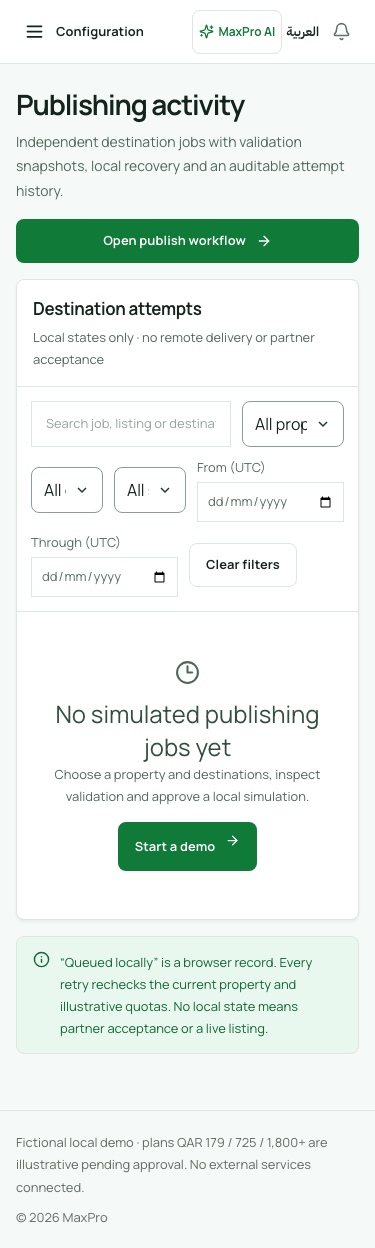 Configuration
MaxPro AI
العربية
Publishing activity
Independent destination jobs with validation
snapshots, local recovery and an auditable attempt
history.
Open publish workflow
Destination attempts
Local states only · no remote delivery or partner
acceptance
Search job, listing or destina
All prop
All
All
From (UTC)
dd/mm/yyyy
Through (UTC)
dd/mm/yyyy
Clear filters
No simulated publishing
jobs yet
Choose a property and destinations, inspect
validation and approve a local simulation.
Start a demo
“Queued locally” is a browser record. Every
retry rechecks the current property and
illustrative quotas. No local state means
partner acceptance or a live listing.
Fictional local demo · plans QAR 179 / 725 / 1,800+ are
illustrative pending approval. No external services
connected.
© 2026 MaxPro